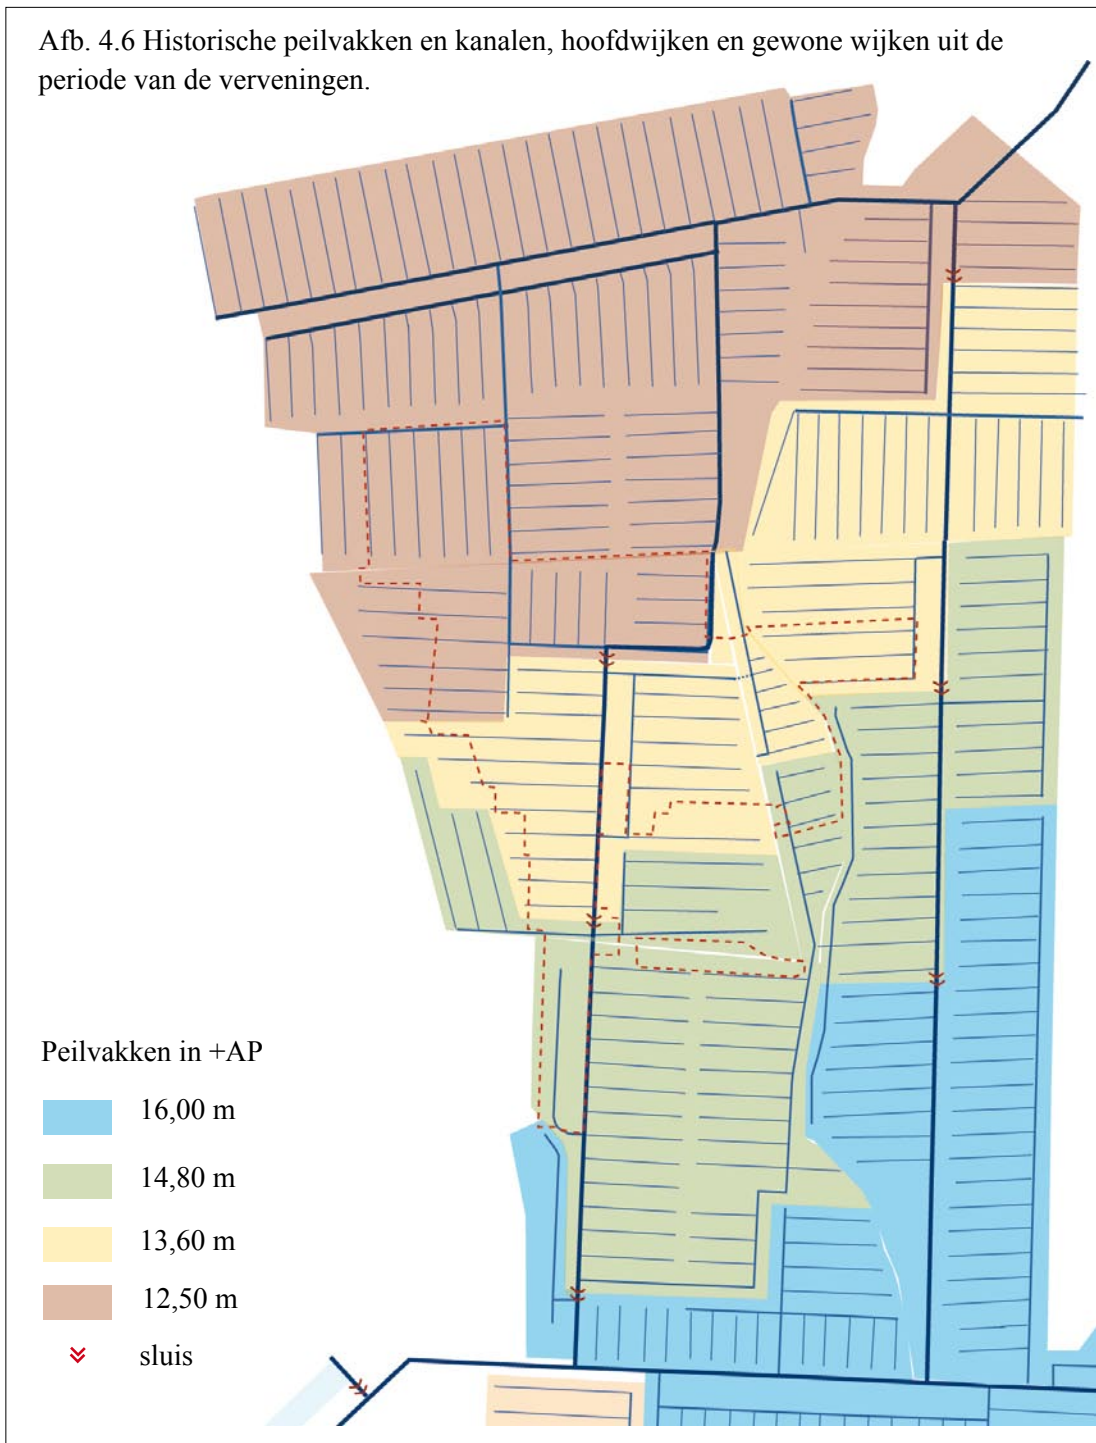 Afb. 4.6 Historische peilvakken en kanalen, hoofdwijken en gewone wijken uit de
periode van de verveningen.
Peilvakken in +AP
16,00 m
14,80 m
13,60 m
12,50 m
sluis